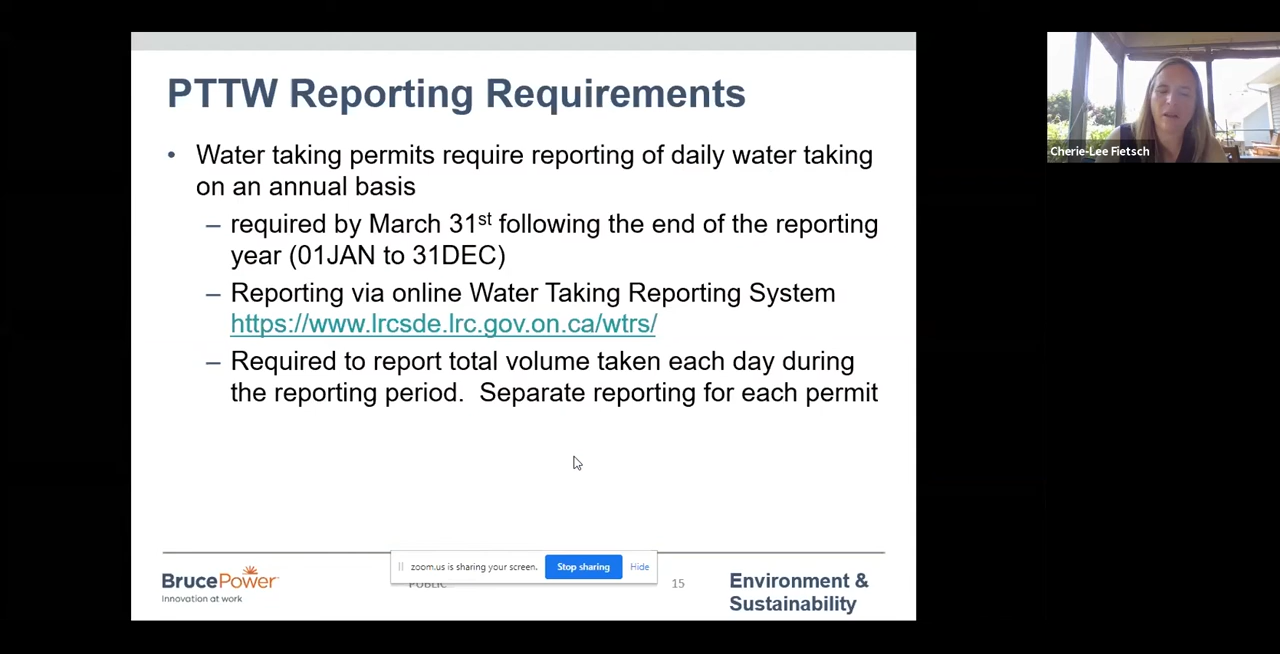 PTTW Reporting Requirements
• Water taking permits require reporting of daily water taking
on an annual basis
– required by March 31st following the end of the reporting
year (01JAN to 31DEC)
– Reporting via online Water Taking Reporting System
https://www.lrcsde.lrc.gov.on.ca/wtrs/
– Required to report total volume taken each day during
the reporting period.  Separate reporting for each permit
Cherie-Lee Fietsch
zoom.us is sharing your screen. Stop sharing Hide
BrucePower
Innovation at work
PUBLIC
15
Environment &
Sustainability